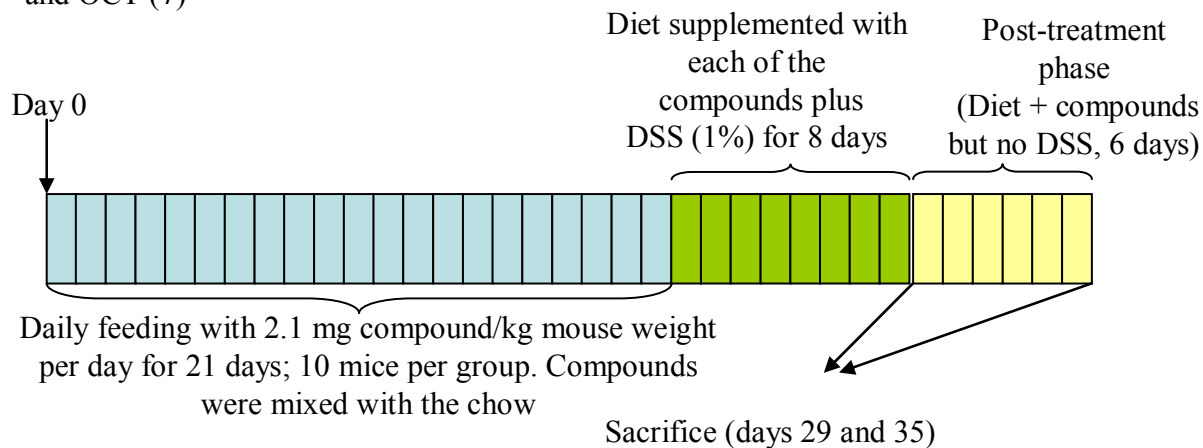 and OCT (7)
Diet supplemented with
each of the
compounds plus
DSS (1%) for 8 days
Post-treatment
phase
(Diet + compounds
but no DSS, 6 days)
Day 0
Daily feeding with 2.1 mg compound/kg mouse weight
per day for 21 days; 10 mice per group. Compounds
were mixed with the chow
Sacrifice (days 29 and 35)